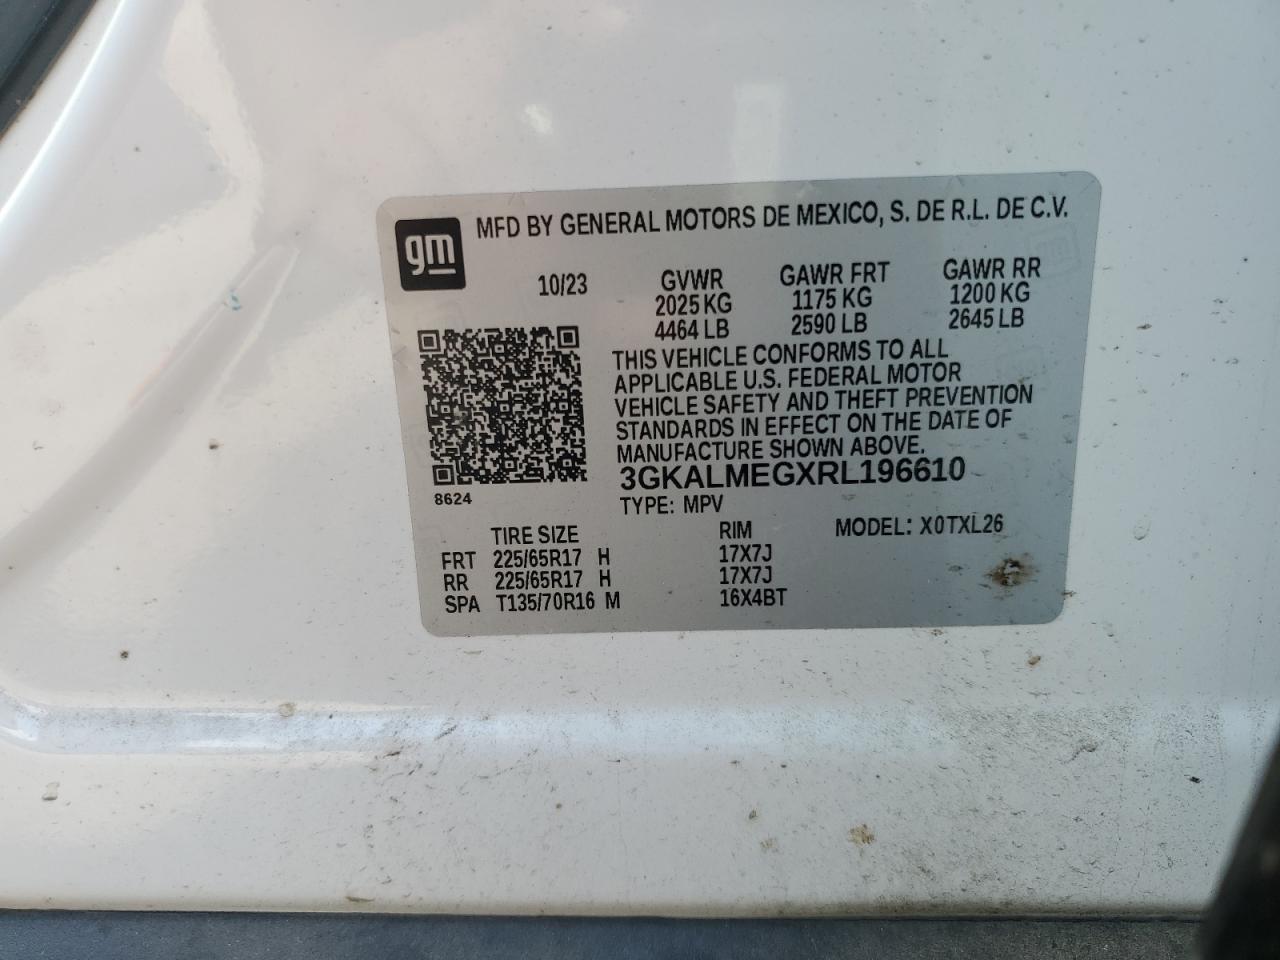 gm
MFD BY GENERAL MOTORS DE MEXICO, S. DE R.L. DE C.V.
10/23 GVWR GAWR FRT GAWR RR
2025 KG 1175 KG 1200 KG
4464 LB 2590 LB 2645 LB
THIS VEHICLE CONFORMS TO ALL
APPLICABLE U.S. FEDERAL MOTOR
VEHICLE SAFETY AND THEFT PREVENTION
STANDARDS IN EFFECT ON THE DATE OF
MANUFACTURE SHOWN ABOVE.
3GKALMEGXRL196610
8624
TYPE: MPV
TIRE SIZE RIM MODEL: X0TXL26
FRT 225/65R17 H 17X7J
RR 225/65R17 H 17X7J
SPA T135/70R16 M 16X4BT